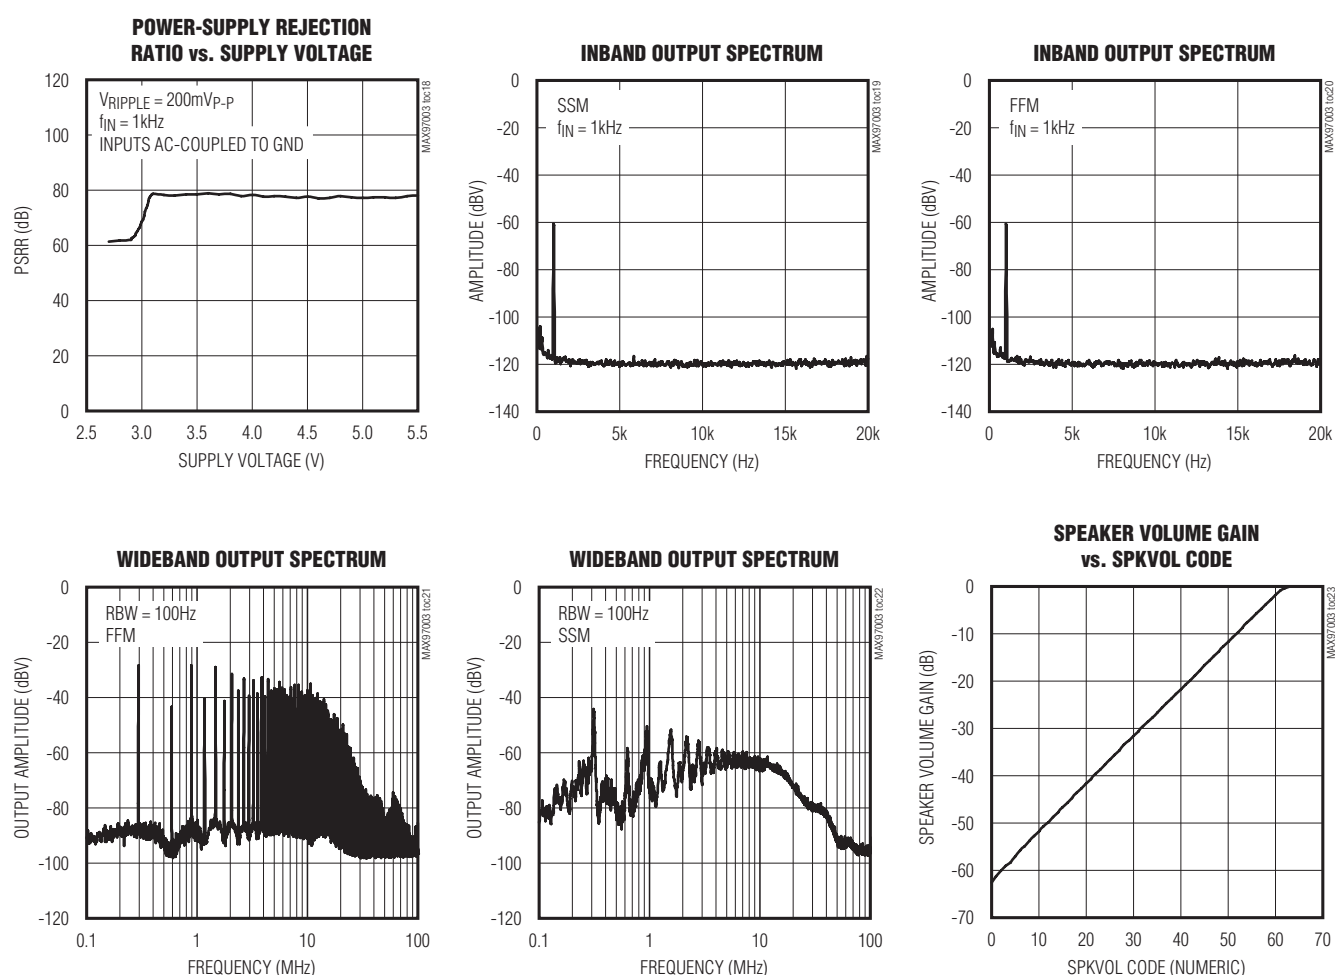 POWER-SUPPLY REJECTION
RATIO vs. SUPPLY VOLTAGE
120
100
80
60
40
20
0
PSRR (dB)
VRIPPLE = 200mVP-P
fIN = 1kHz
INPUTS AC-COUPLED TO GND
MAX97003 toc18
2.5 3.0 3.5 4.0 4.5 5.0 5.5
SUPPLY VOLTAGE (V)
INBAND OUTPUT SPECTRUM
0
-20
-40
-60
-80
-100
-120
-140
AMPLITUDE (dBV)
SSM
fIN = 1kHz
MAX97003 toc19
0 5k 10k 15k 20k
FREQUENCY (Hz)
INBAND OUTPUT SPECTRUM
0
-20
-40
-60
-80
-100
-120
-140
AMPLITUDE (dBV)
FFM
fIN = 1kHz
MAX97003 toc20
0 5k 10k 15k 20k
FREQUENCY (Hz)
WIDEBAND OUTPUT SPECTRUM
0
-20
-40
-60
-80
-100
-120
OUTPUT AMPLITUDE (dBV)
RBW = 100Hz
FFM
MAX97003 toc21
0.1 1 10 100
FREQUENCY (MHz)
WIDEBAND OUTPUT SPECTRUM
0
-20
-40
-60
-80
-100
-120
OUTPUT AMPLITUDE (dBV)
RBW = 100Hz
SSM
MAX97003 toc22
0.1 1 10 100
FREQUENCY (MHz)
SPEAKER VOLUME GAIN
vs. SPKVOL CODE
0
-10
-20
-30
-40
-50
-60
-70
SPEAKER VOLUME GAIN (dB)
MAX97003 toc23
0 10 20 30 40 50 60 70
SPKVOL CODE (NUMERIC)